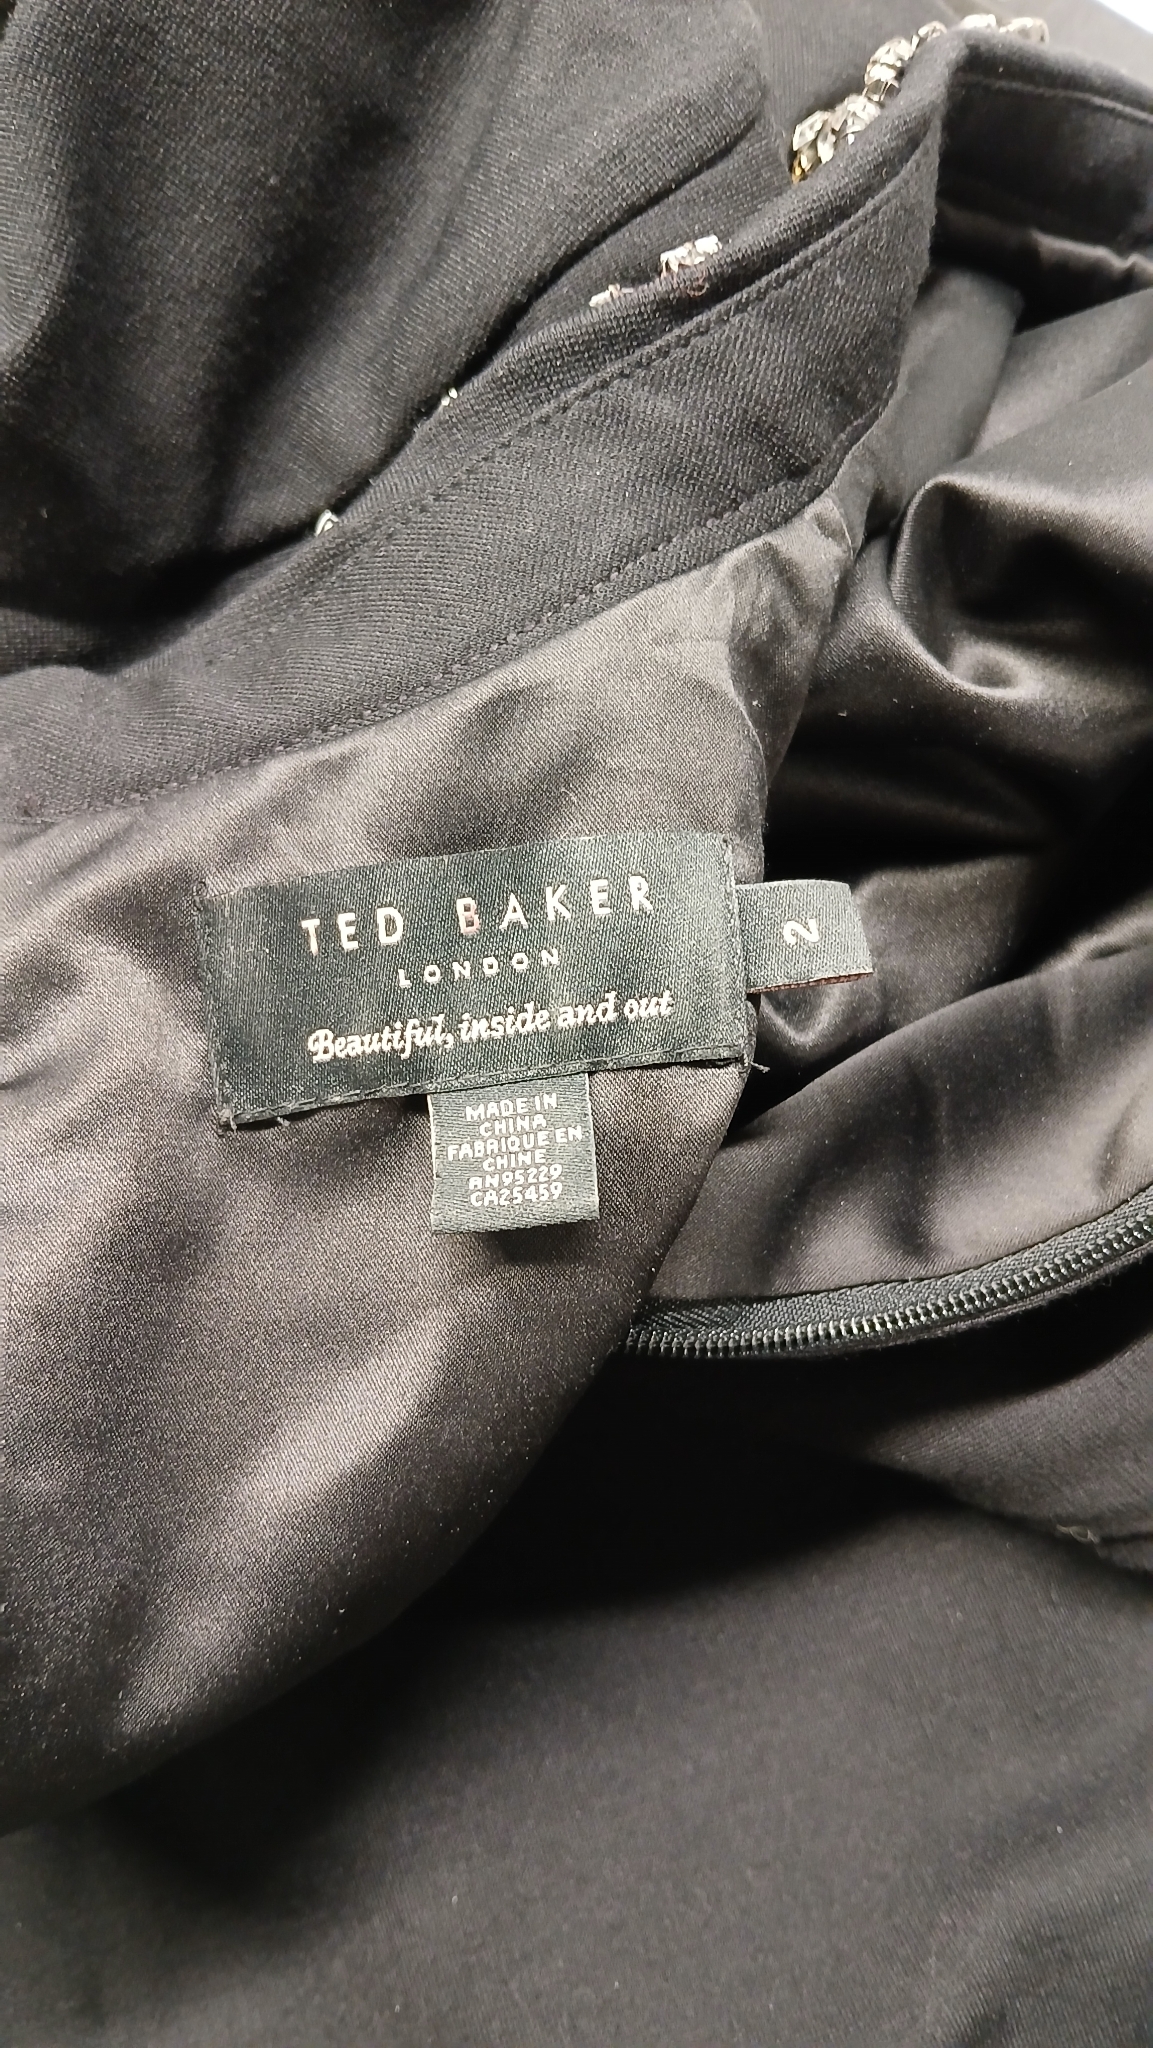 TED BAKER
LONDON
Beautiful, inside and out
2
MADE IN
CHINA
FABRIQUE EN
CHINE
RN95229
CA25459